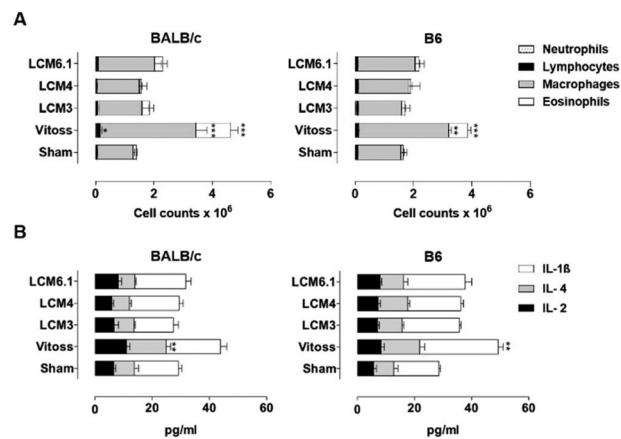 A
BALB/c
B6
LCM6.1
LCM4
LCM3
Vitoss
Sham
*
***
***
0 2 4 6
Cell counts x 10⁶
LCM6.1
LCM4
LCM3
Vitoss
Sham
**
***
0 2 4 6
Cell counts x 10⁶
Neutrophils
Lymphocytes
Macrophages
Eosinophils
B
BALB/c
B6
LCM6.1
LCM4
LCM3
Vitoss
Sham
**
0 20 40 60
pg/ml
LCM6.1
LCM4
LCM3
Vitoss
Sham
**
0 20 40 60
pg/ml
IL-1ß
IL- 4
IL- 2